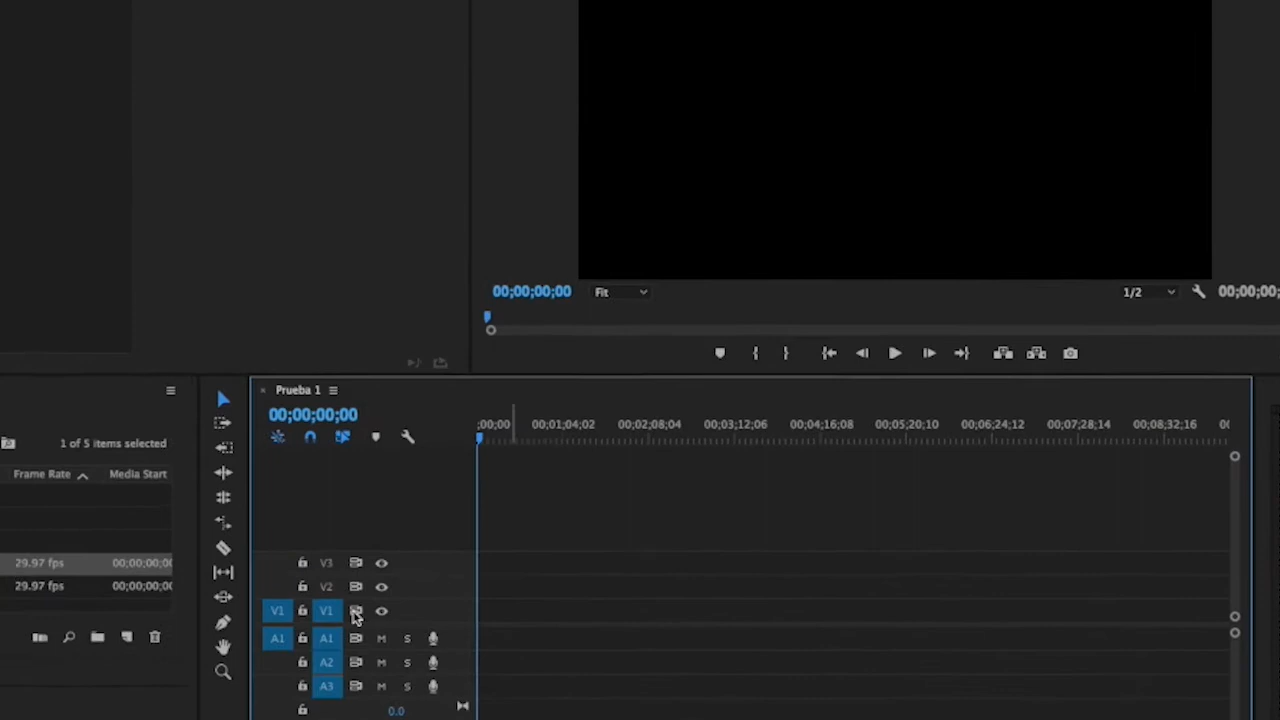 00;00;00;00 Fit 1/2 00;00;00;
Prueba 1
00;00;00;00
;00;00 00;01;04;02 00;02;08;04 00;03;12;06 00;04;16;08 00;05;20;10 00;06;24;12 00;07;28;14 00;08;32;16 00
1 of 5 items selected
Frame Rate Media Start
29.97 fps 00;00;00;00
29.97 fps 00;00;00;00
V3
V2
V1 V1
A1 A1 M S
A2 M S
A3 M S
0.0